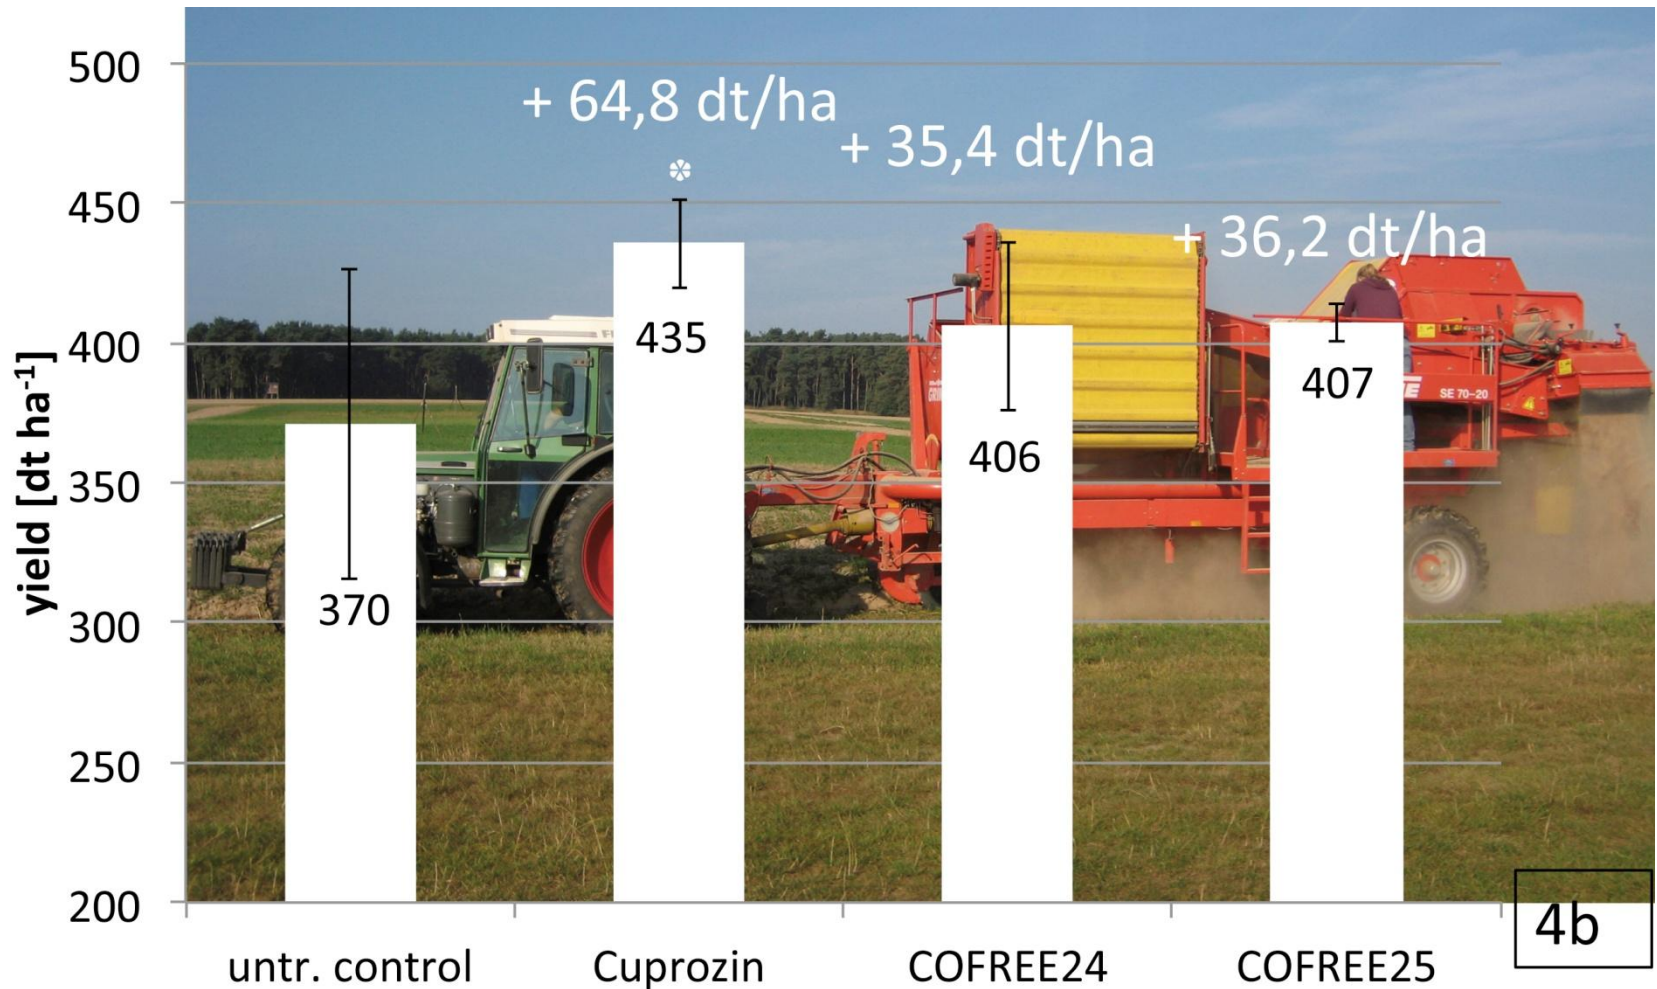 500
450
400
350
300
250
200
yield [dt ha⁻¹]
+ 64,8 dt/ha
*
+ 35,4 dt/ha
+ 36,2 dt/ha
370
435
406
407
SE 70-20
untr. control
Cuprozin
COFREE24
COFREE25
4b